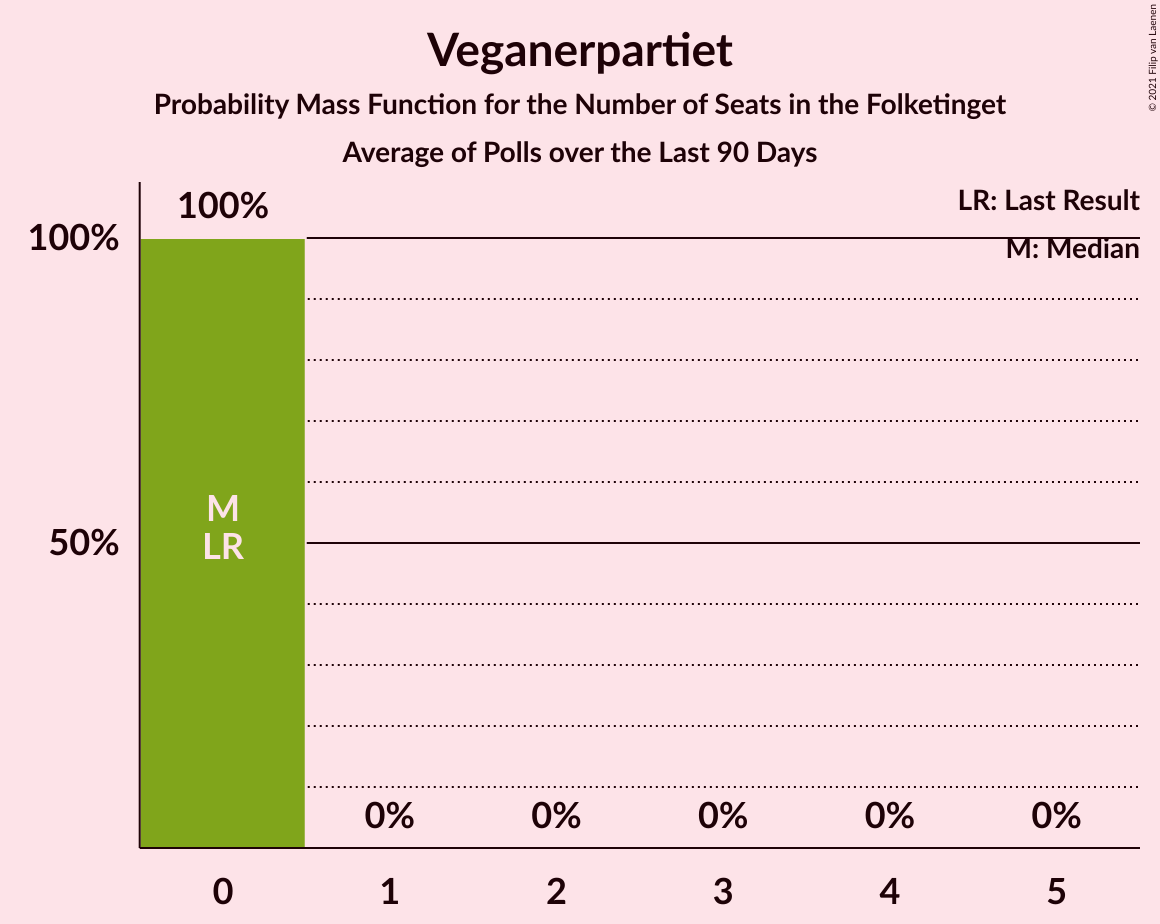 Veganerpartiet
Probability Mass Function for the Number of Seats in the Folketinget
Average of Polls over the Last 90 Days
© 2021 Filip van Laenen
LR: Last Result
M: Median
100%
100%
50%
M
LR
0% 0% 0% 0% 0%
0 1 2 3 4 5